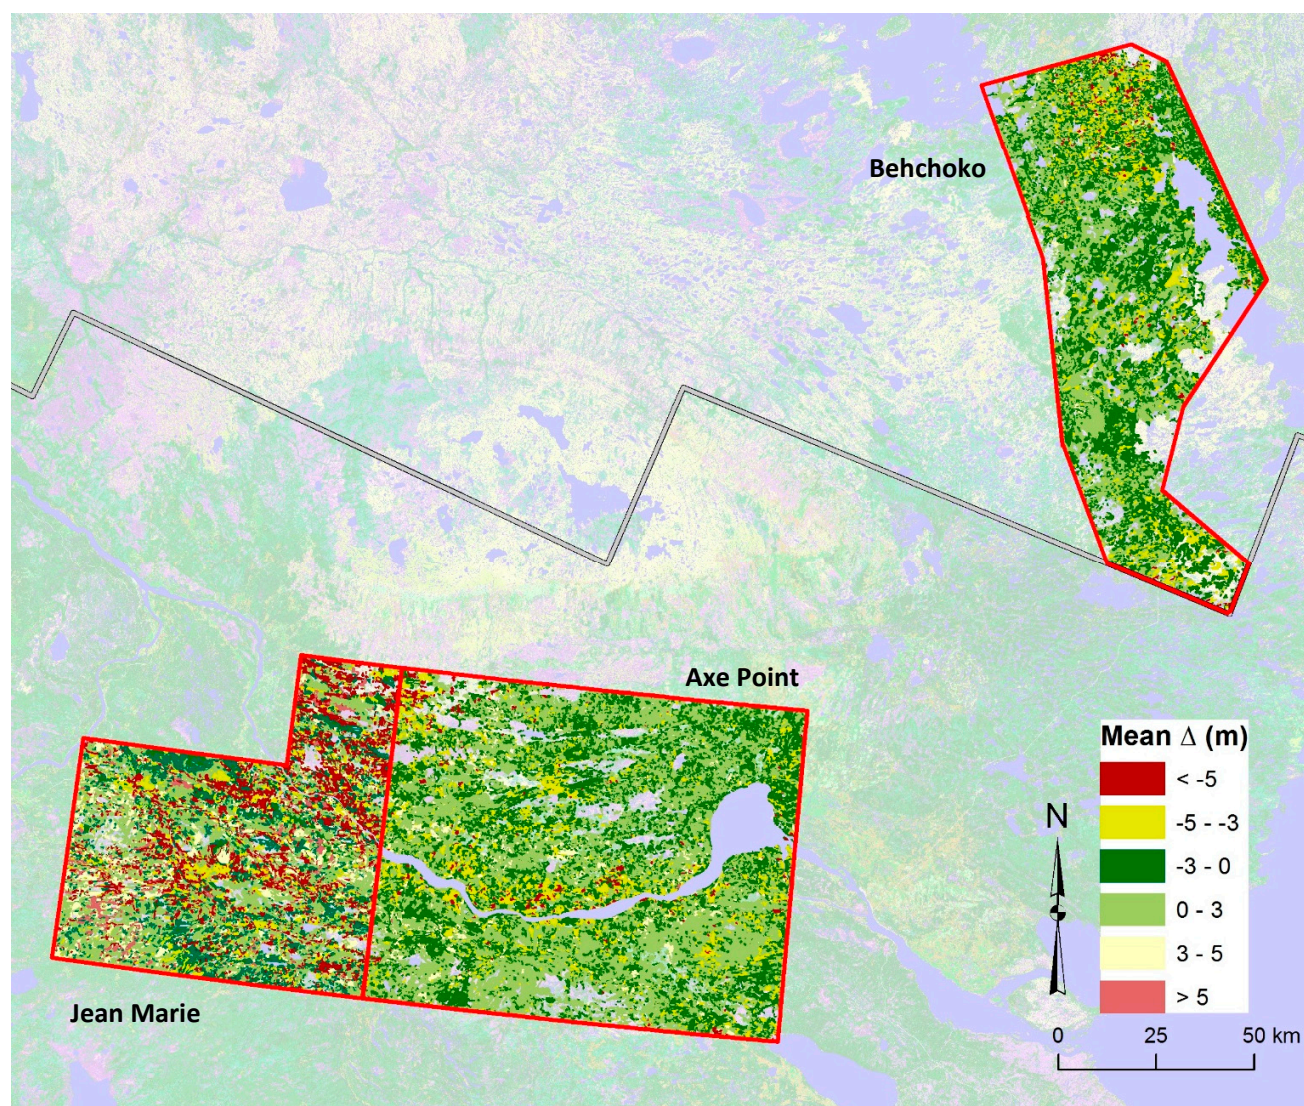 Behchoko
Axe Point
Jean Marie
Mean Δ (m)
< -5
-5 - -3
-3 - 0
0 - 3
3 - 5
> 5
N
0 25 50 km